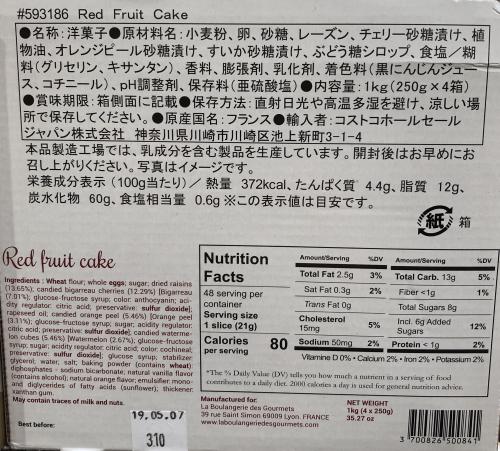 #593186 Red Fruit Cake
●名称:洋菓子●原材料名:小麦粉、卵、砂糖、レーズン、チェリー砂糖漬け、植
物油、オレンジピール砂糖漬け、すいか砂糖漬け、ぶどう糖シロップ、食塩/糊
料(グリセリン、キサンタン)、香料、膨張剤、乳化剤、着色料(黒にんじんジュー
ス、コチニール)、pH調整剤、保存料(亜硫酸塩)●内容量:1kg(250g×4箱)
●賞味期限:箱側面に記載●保存方法:直射日光や高温多湿を避け、涼しい場
所で保存してください。●原産国名:フランス●輸入者:コストコホールセール
ジャパン株式会社 神奈川県川崎市川崎区池上新町3-1-4
本品製造工場では、乳成分を含む製品を生産しています。開封後はお早めにお
召し上がりください。写真はイメージです。
栄養成分表示(100g当たり)/ 熱量 372kcal、たんぱく質 4.4g、脂質 12g、
炭水化物 60g、食塩相当量 0.6g ※この表示値は目安です。
紙 箱
Red fruit cake
Ingredients : Wheat flour; whole eggs; sugar; dried raisins
(13.65%); candied bigarreau cherries (12.29%) [Bigarreau
(7.01%); glucose-fructose syrup; color: anthocyanin; aci-
dity regulator: citric acid; preservative: sulfur dioxide];
rapeseed oil; candied orange peel (5.46%) [Orange peel
(3.11%); glucose-fructose syrup; sugar; acidity regulator:
citric acid; preservative: sulfur dioxide]; candied waterme-
lon cubes (5.46%) [Watermelon (2.67%); glucose-fructose
syrup; sugar; acidity regulator: citric acid; color: cochineal;
preservative: sulfur dioxide]; glucose syrup; stabilizer
glycerol; water; salt; baking powder (contains wheat):
diphosphates - sodium bicarbonate; natural vanilla flavor
(contains alcohol); natural orange flavor; emulsifier: mono-
and diglycerides of fatty acids (sunflower); thickener:
xanthan gum.
May contain traces of milk and nuts.
Best before:
19.05.07
310
Nutrition
Facts
48 serving per
container
Serving size
1 slice (21g)
Calories
per serving
80
Amount/Serving %DV
Total Fat 2.5g 3%
Sat Fat 0.3g 2%
Trans Fat 0g
Cholesterol
15mg 5%
Sodium 50mg 2%
Amount/Serving %DV
Total Carb. 13g 5%
Fiber <1g 1%
Total Sugars 8g
Incl. 6g Added
Sugars 12%
Protein < 1g 2%
Vitamine D 0% • Calcium 2% • Iron 2% • Potassium 2%
*The % Daily Value (DV) tells you how much a nutrient in a serving of food
contributes to a daily diet. 2000 calories a day is used for general nutrition advice.
Manufactured for:
La Boulangerie des Gourmets
39 rue Saint Simon 69009 Lyon. FRANCE
www.laboulangeriedesgourmets.com
NET WEIGHT
1kg (4 x 250g)
35.27 oz
3 700826 500841